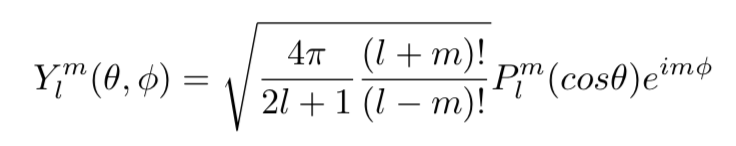 Y_l^m(θ, ϕ) = √(4π/(2l + 1) (l + m)!/(l − m)!) P_l^m(cosθ)e^{imϕ}